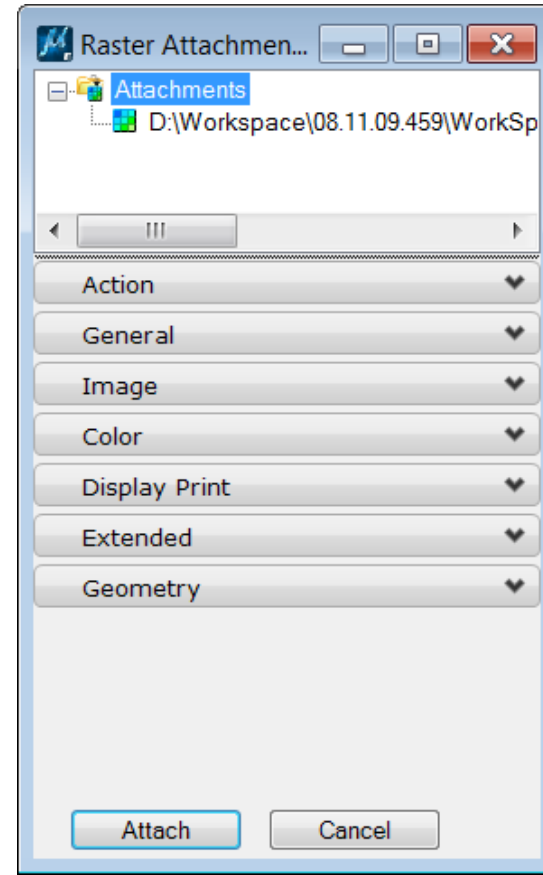 Raster Attachmen...
Attachments
D:\Workspace\08.11.09.459\WorkSp
Action
General
Image
Color
Display Print
Extended
Geometry
Attach Cancel